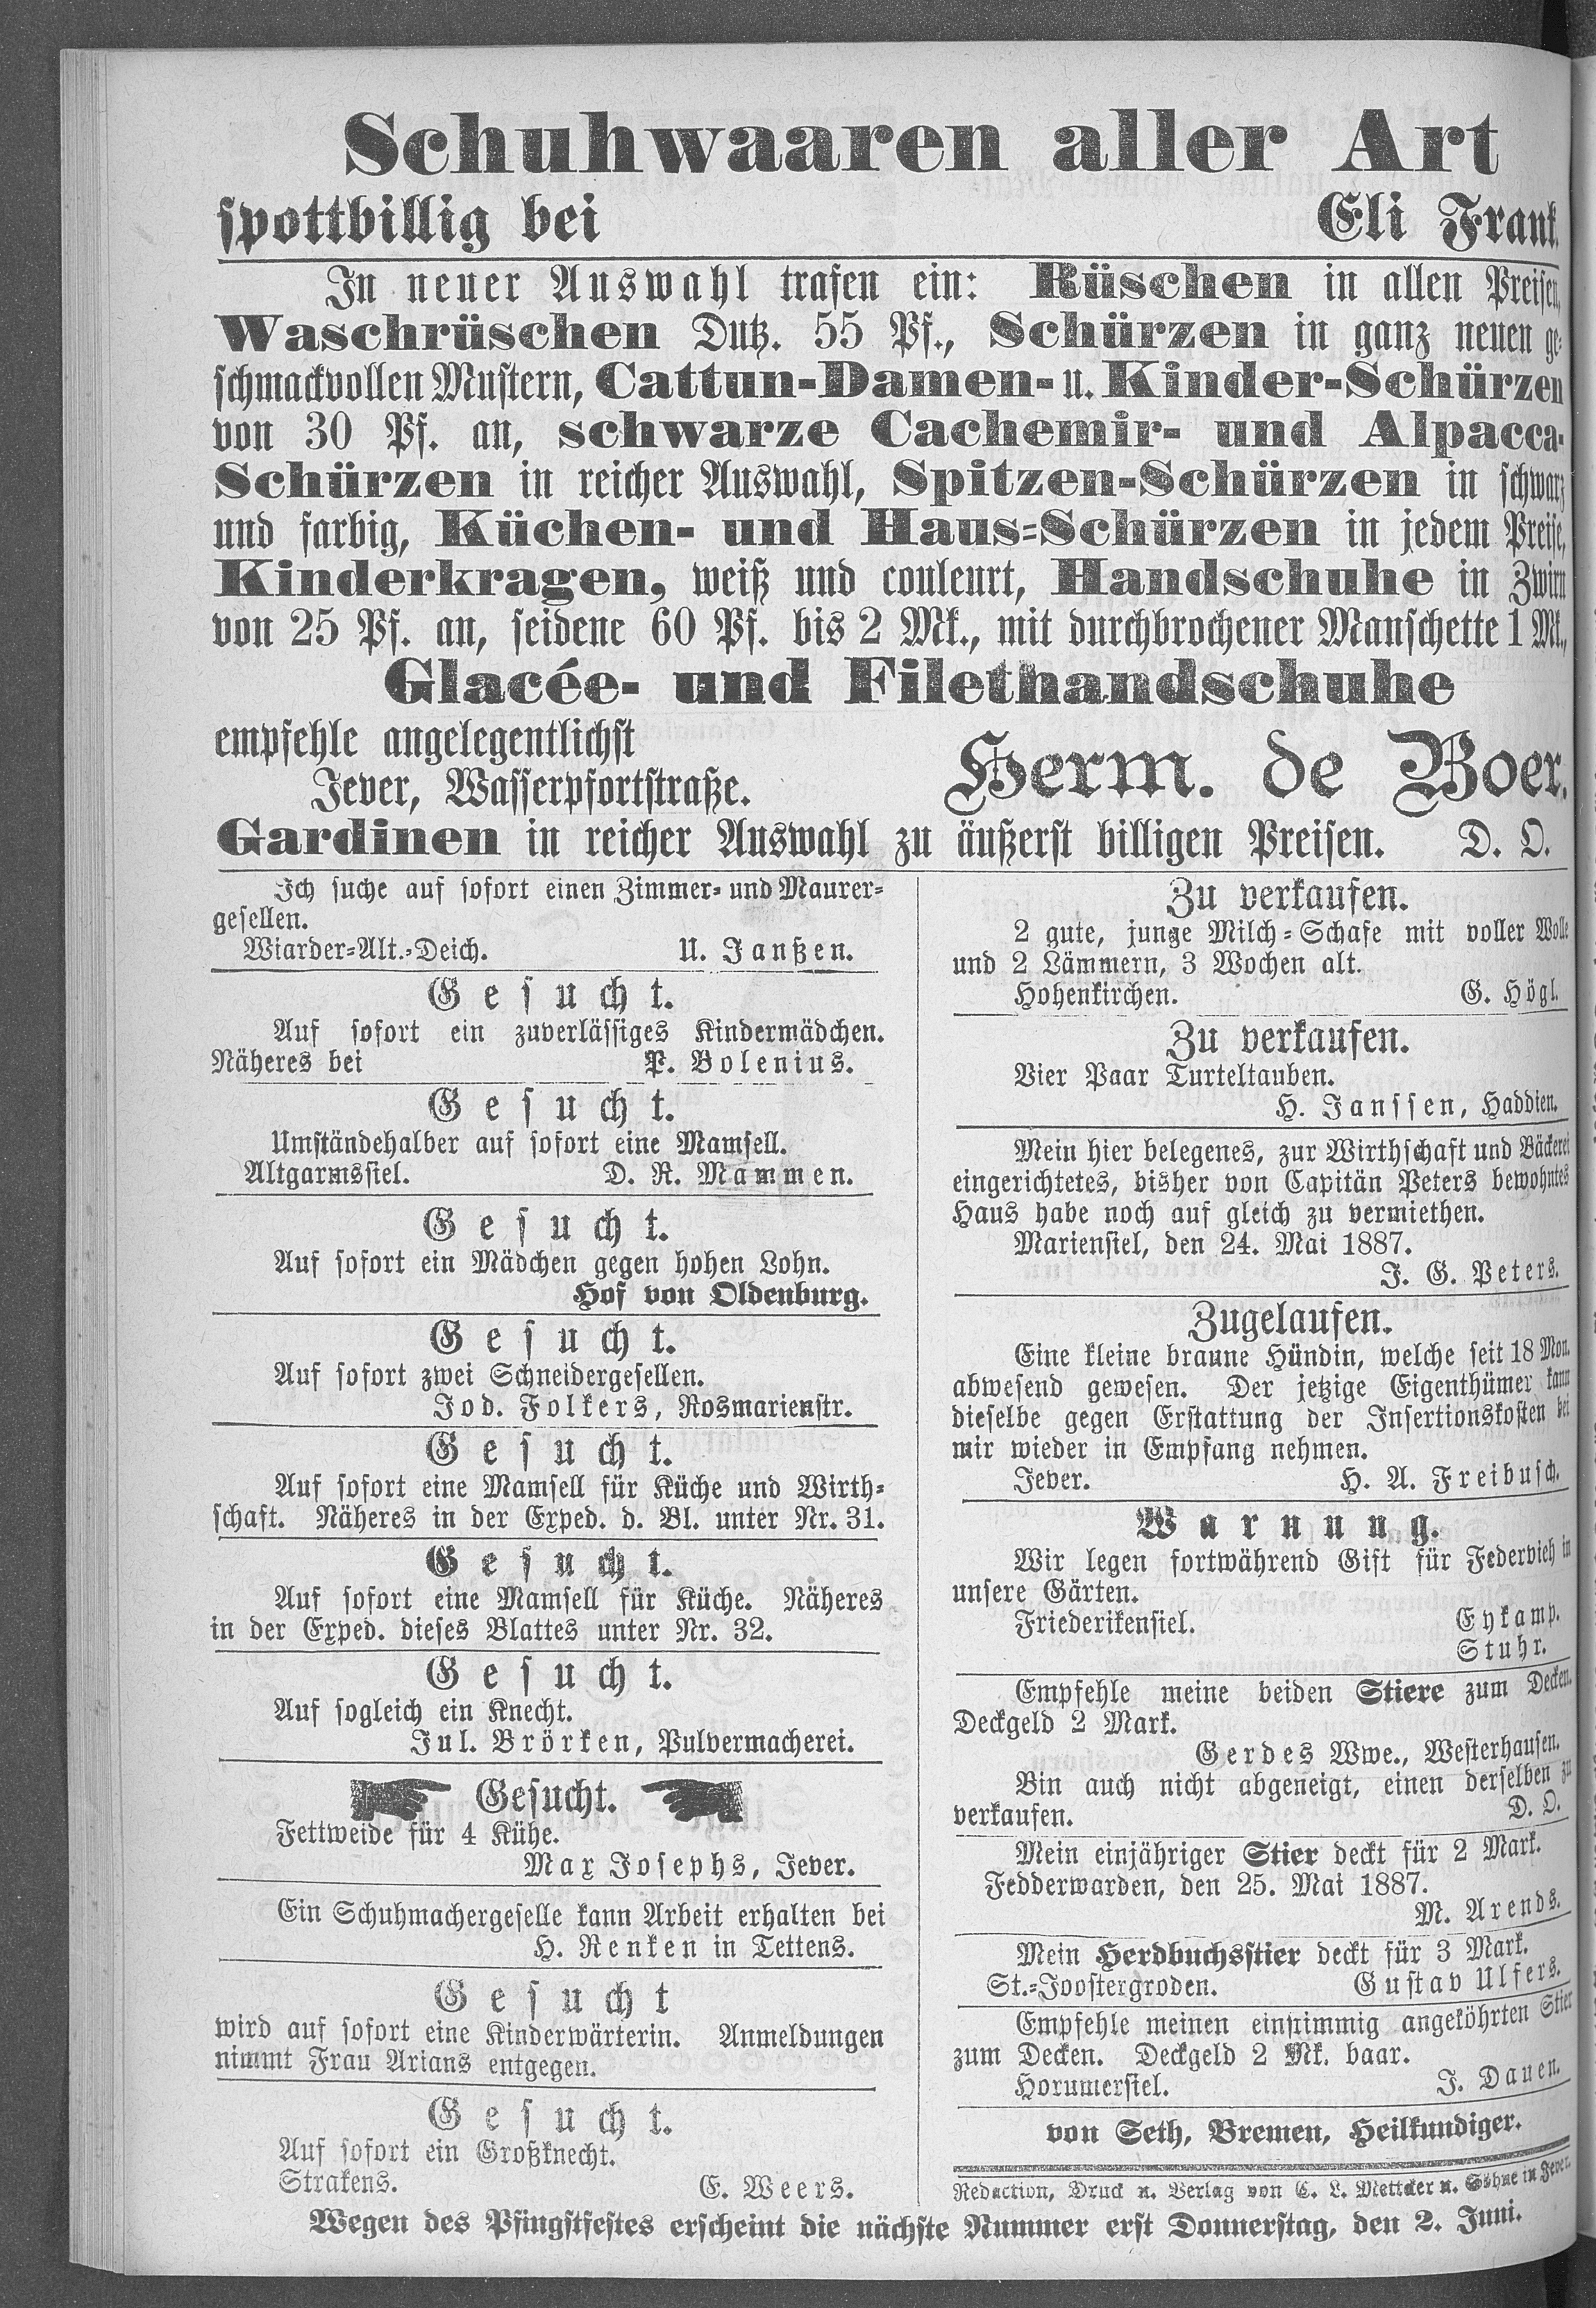 Schuhwaaren aller Art
spottbillig bei Eli Frank.
In neuer Auswahl trafen ein: Rüschen in allen Preisen,
Waschrüschen Dutz. 55 Pf., Schürzen in ganz neuen ge-
schmackvollen Mustern, Cattun-Damen- u. Kinder-Schürzen
von 30 Pf. an, schwarze Cachemir- und Alpacca-
Schürzen in reicher Auswahl, Spitzen-Schürzen in schwarz
und farbig, Küchen- und Haus-Schürzen in jedem Preise,
Kinderkragen, weiß und couleurt, Handschuhe in Zwirn
von 25 Pf. an, seidene 60 Pf. bis 2 Mk., mit durchbrochener Manschette 1 Mk.,
Glacée- und Filethandschuhe
empfehle angelegentlichst
Jever, Wasserpfortstraße. Herm. de Boer.
Gardinen in reicher Auswahl zu äußerst billigen Preisen. D. O.
Ich suche auf sofort einen Zimmer- und Maurer-
gesellen.
Wiarder-Alt.-Deich. U. Janßen.
Gesucht.
Auf sofort ein zuverlässiges Kindermädchen.
Näheres bei P. Bolenius.
Gesucht.
Umständehalber auf sofort eine Mamsell.
Altgarmssiel. D. R. Mammen.
Gesucht.
Auf sofort ein Mädchen gegen hohen Lohn.
Hof von Oldenburg.
Gesucht.
Auf sofort zwei Schneidergesellen.
Jod. Folkers, Rosmarienstr.
Gesucht.
Auf sofort eine Mamsell für Küche und Wirth-
schaft. Näheres in der Exped. d. Bl. unter Nr. 31.
Gesucht.
Auf sofort eine Mamsell für Küche. Näheres
in der Exped. dieses Blattes unter Nr. 32.
Gesucht.
Auf sogleich ein Knecht.
Jul. Brörken, Pulvermacherei.
Gesucht.
Fettweide für 4 Kühe.
Max Josephs, Jever.
Ein Schuhmachergeselle kann Arbeit erhalten bei
H. Renken in Tettens.
Gesucht
wird auf sofort eine Kinderwärterin. Anmeldungen
nimmt Frau Arians entgegen.
Gesucht.
Auf sofort ein Großknecht.
Strakens. E. Weers.
Zu verkaufen.
2 gute, junge Milch-Schafe mit voller Wolle
und 2 Lämmern, 3 Wochen alt.
Hohenkirchen. G. Högl.
Zu verkaufen.
Vier Paar Turteltauben.
H. Janssen, Haddien.
Mein hier belegenes, zur Wirthschaft und Bäckerei
eingerichtetes, bisher von Capitän Peters bewohntes
Haus habe noch auf gleich zu vermiethen.
Mariensiel, den 24. Mai 1887.
J. G. Peters.
Zugelaufen.
Eine kleine braune Hündin, welche seit 18 Mon.
abwesend gewesen. Der jetzige Eigenthümer kann
dieselbe gegen Erstattung der Insertionskosten bei
mir wieder in Empfang nehmen.
Jever. H. A. Freibusch.
Warnung.
Wir legen fortwährend Gift für Federvieh in
unsere Gärten.
Friederikensiel. Eykamp.
Stuhr.
Empfehle meine beiden Stiere zum Decken.
Deckgeld 2 Mark.
Gerdes Wwe., Westerhausen.
Bin auch nicht abgeneigt, einen derselben zu
verkaufen. D. O.
Mein einjähriger Stier deckt für 2 Mark.
Fedderwarden, den 25. Mai 1887.
M. Arends.
Mein Herdbuchsstier deckt für 3 Mark.
St.-Joostergroden. Gustav Ulfers.
Empfehle meinen einstimmig angeköhrten Stier
zum Decken. Deckgeld 2 Mk. baar.
Horumersiel. J. Dauen.
von Seth, Bremen, Heilkundiger.
Redaction, Druck u. Verlag von C. L. Mettcker u. Söhne in Jever.
Wegen des Pfingstfestes erscheint die nächste Nummer erst Donnerstag, den 2. Juni.